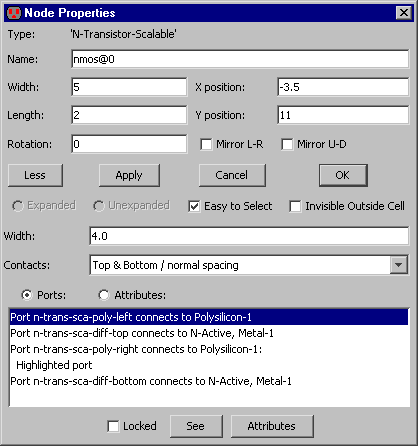 Node Properties
Type: 'N-Transistor-Scalable'
Name: nmos@0
Width: 5 X position: -3.5
Length: 2 Y position: 11
Rotation: 0 Mirror L-R Mirror U-D
Less Apply Cancel OK
Expanded Unexpanded Easy to Select Invisible Outside Cell
Width: 4.0
Contacts: Top & Bottom / normal spacing
Ports: Attributes:
Port n-trans-sca-poly-left connects to Polysilicon-1
Port n-trans-sca-diff-top connects to N-Active, Metal-1
Port n-trans-sca-poly-right connects to Polysilicon-1:
Highlighted port
Port n-trans-sca-diff-bottom connects to N-Active, Metal-1
Locked See Attributes